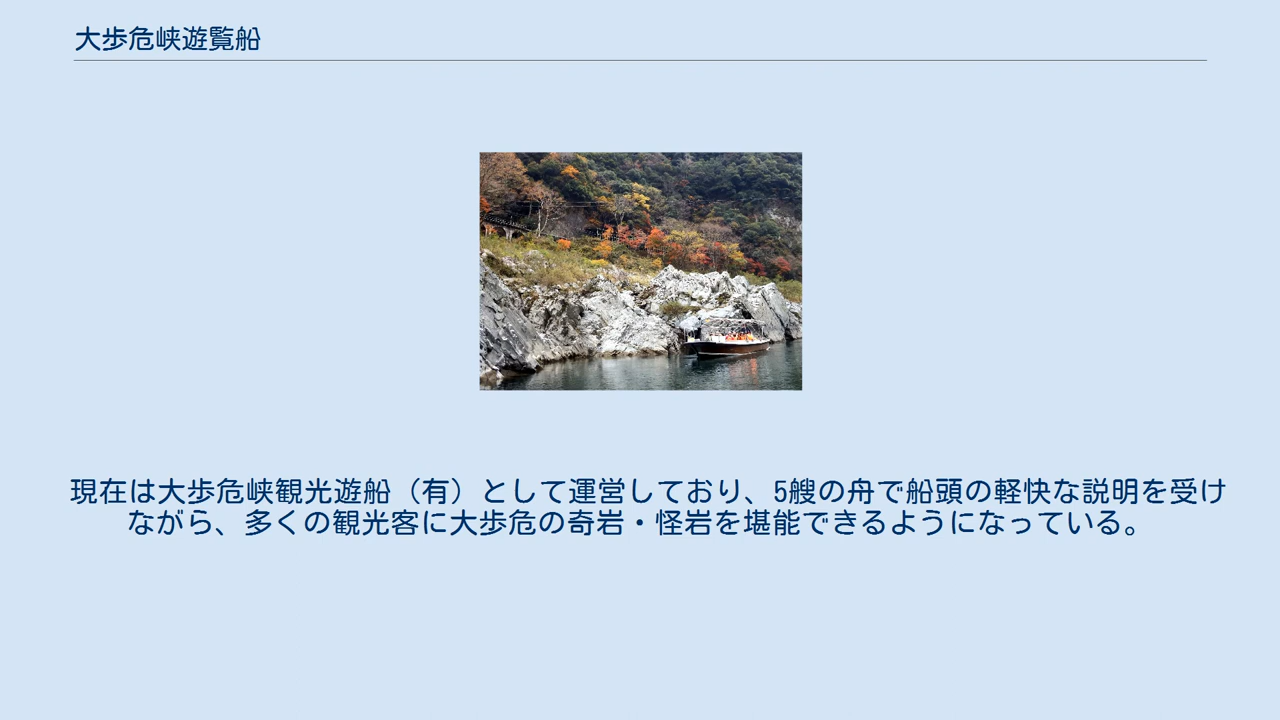 大歩危峡遊覧船
現在は大歩危峡観光遊船（有）として運営しており、5艘の舟で船頭の軽快な説明を受け
ながら、多くの観光客に大歩危の奇岩・怪岩を堪能できるようになっている。